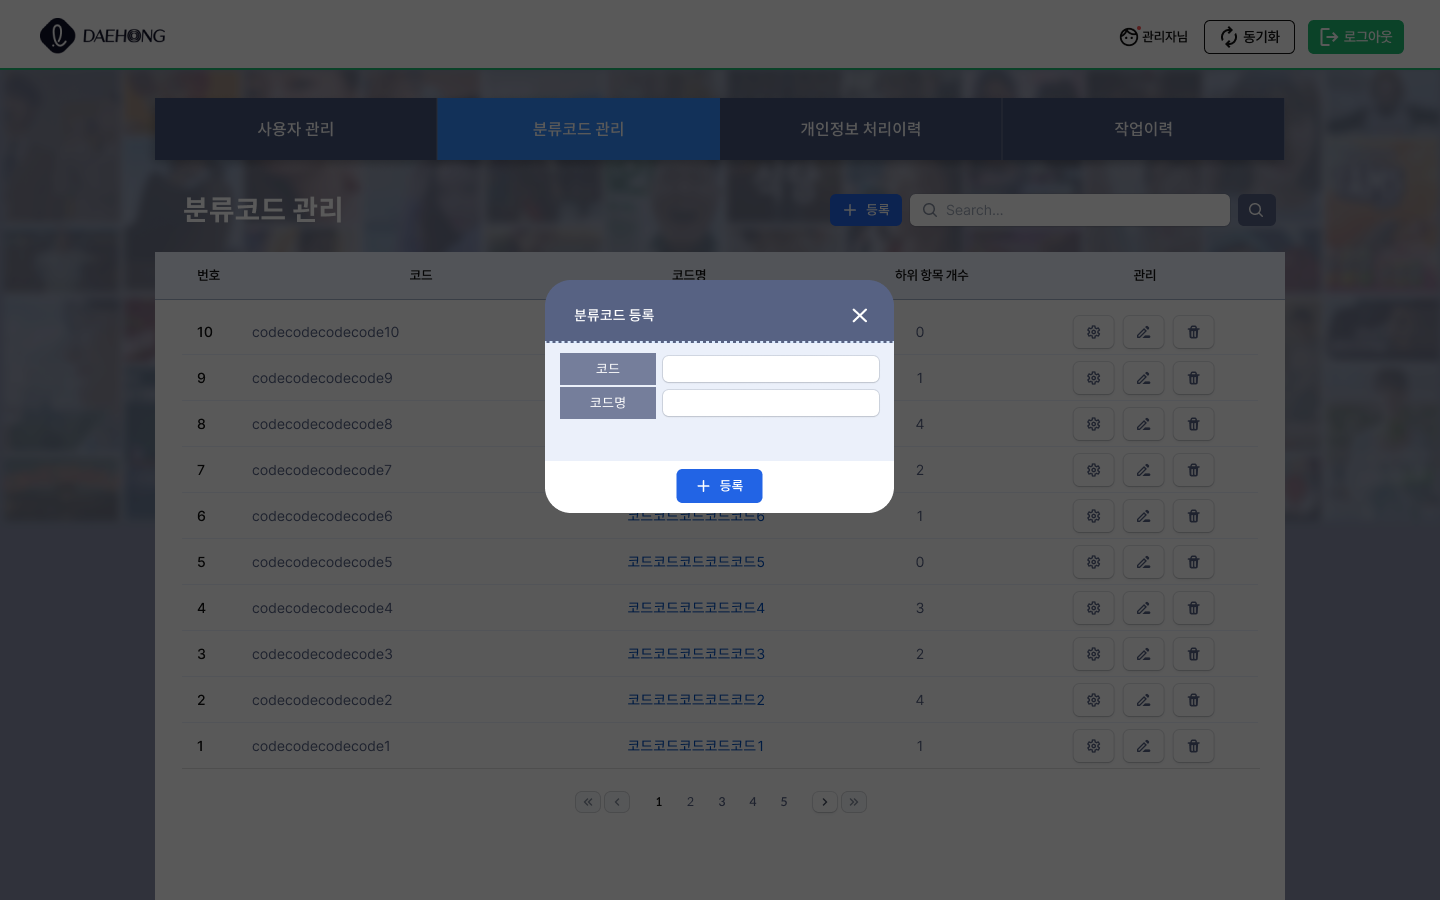 DAEHONG
관리자님
동기화
로그아웃
사용자 관리
분류코드 관리
개인정보 처리이력
작업이력
분류코드 관리
등록
Search...
번호 코드 코드명 하위 항목 개수 관리
분류코드 등록
코드
코드명
등록
10 codecodecodecode10 0
9 codecodecodecode9 1
8 codecodecodecode8 4
7 codecodecodecode7 2
6 codecodecodecode6 코드코드코드코드코드6 1
5 codecodecodecode5 코드코드코드코드코드5 0
4 codecodecodecode4 코드코드코드코드코드4 3
3 codecodecodecode3 코드코드코드코드코드3 2
2 codecodecodecode2 코드코드코드코드코드2 4
1 codecodecodecode1 코드코드코드코드코드1 1
1 2 3 4 5